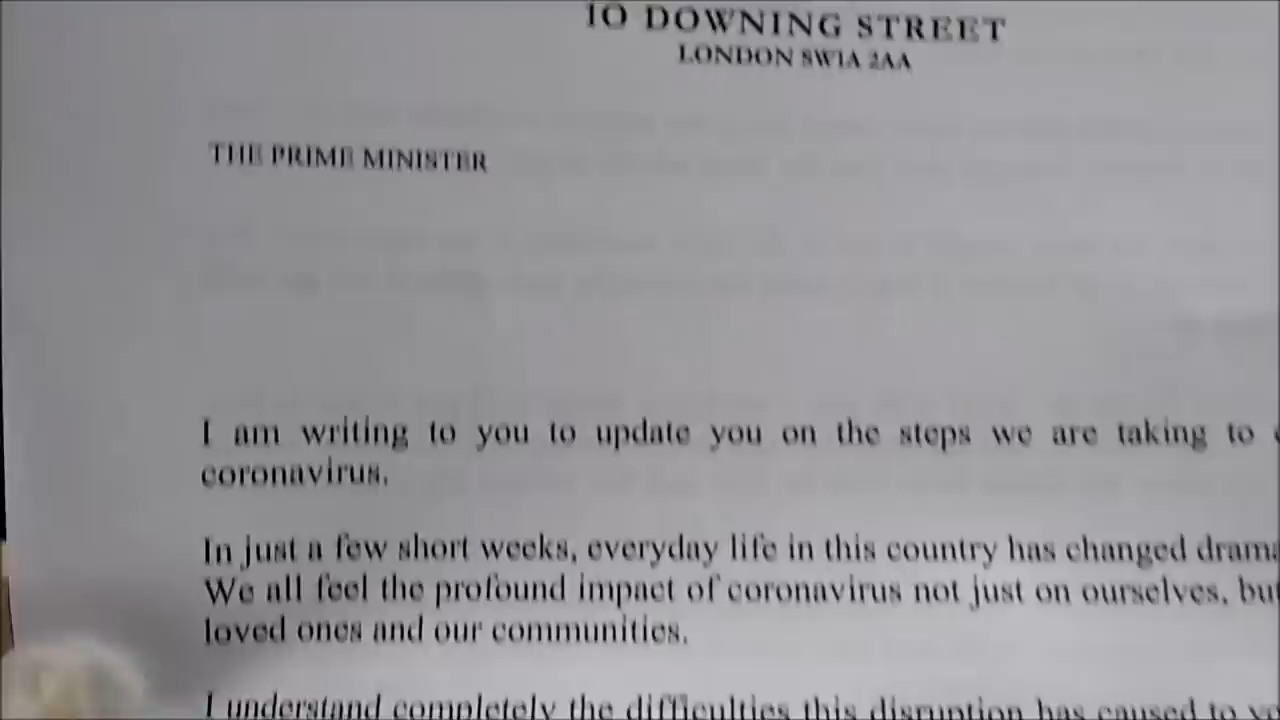 10 DOWNING STREET
LONDON SW1A 2AA
THE PRIME MINISTER
I am writing to you to update you on the steps we are taking to
coronavirus.
In just a few short weeks, everyday life in this country has changed
We all feel the profound impact of coronavirus not just on ourselves, but
loved ones and our communities.
I understand completely the difficulties this disruption has caused to